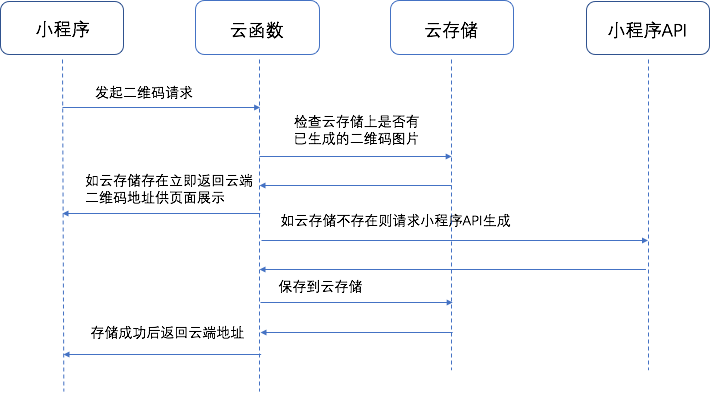 小程序
云函数
云存储
小程序API
发起二维码请求
检查云存储上是否有
已生成的二维码图片
如云存储存在立即返回云端
二维码地址供页面展示
如云存储不存在则请求小程序API生成
保存到云存储
存储成功后返回云端地址